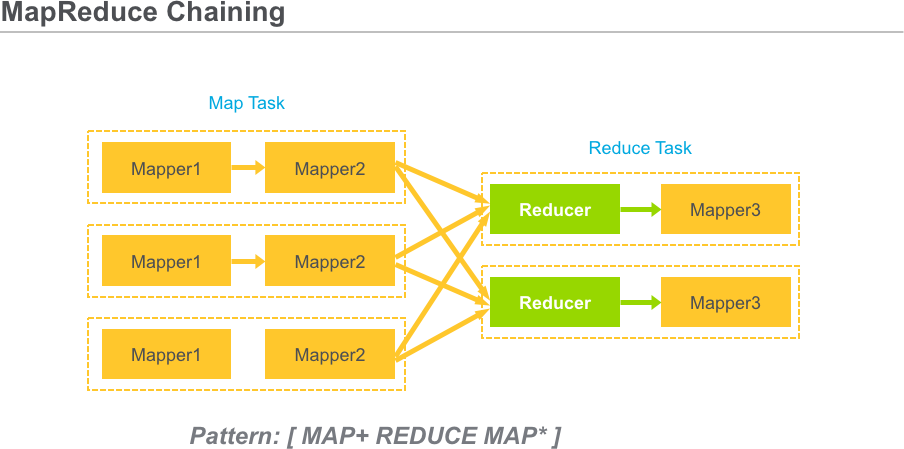 MapReduce Chaining
Map Task
Reduce Task
Mapper1
Mapper2
Mapper1
Mapper2
Mapper1
Mapper2
Reducer
Mapper3
Reducer
Mapper3
Pattern: [ MAP+ REDUCE MAP* ]